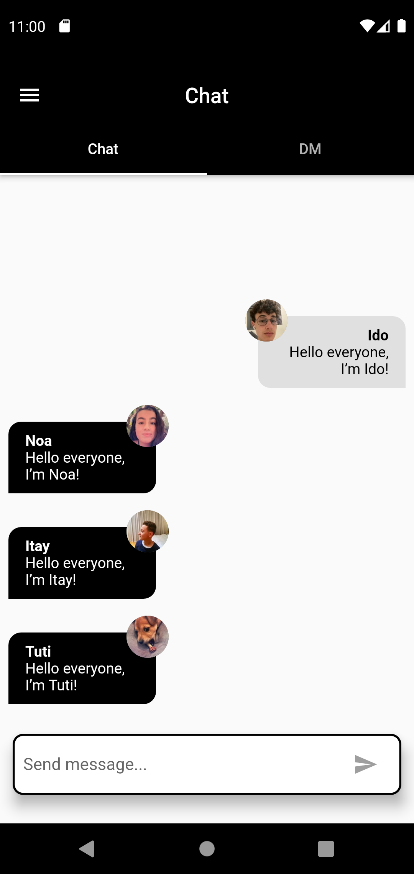 11:00
Chat
Chat
DM
Ido
Hello everyone,
I'm Ido!
Noa
Hello everyone,
I'm Noa!
Itay
Hello everyone,
I'm Itay!
Tuti
Hello everyone,
I'm Tuti!
Send message...